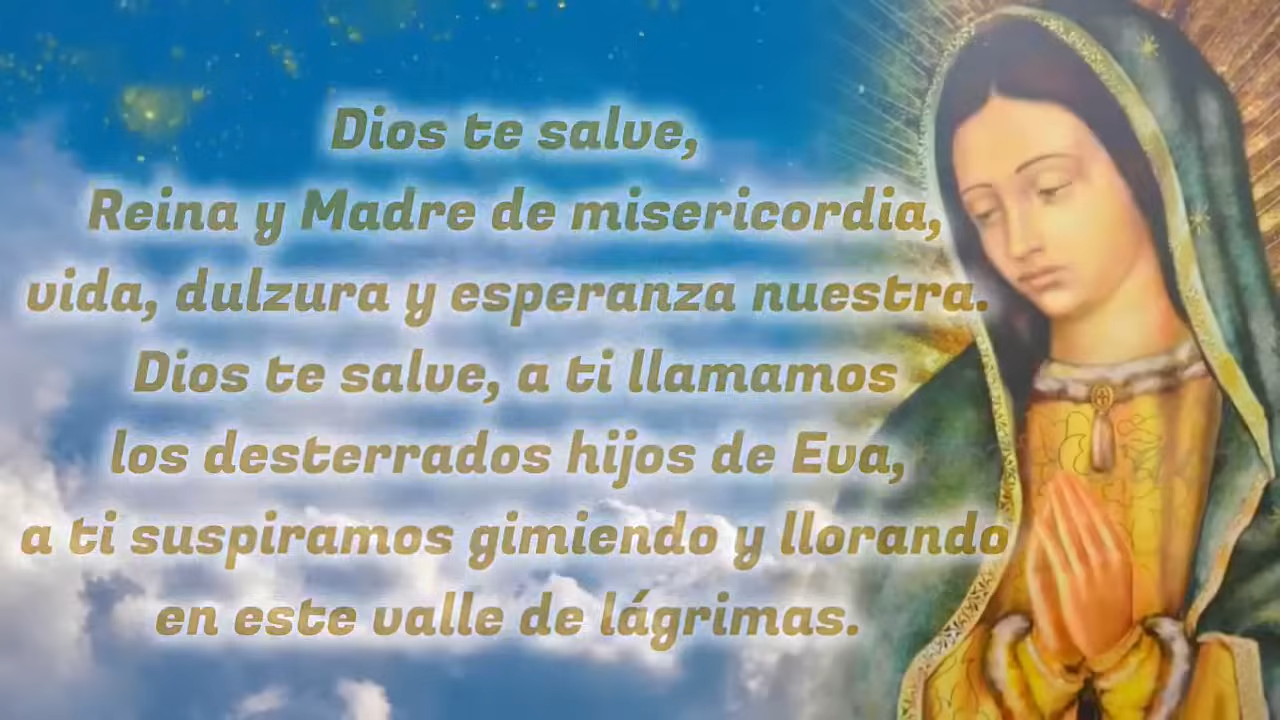 Dios te salve,
Reina y Madre de misericordia,
vida, dulzura y esperanza nuestra.
Dios te salve, a ti llamamos
los desterrados hijos de Eva,
a ti suspiramos gimiendo y llorando
en este valle de lágrimas.